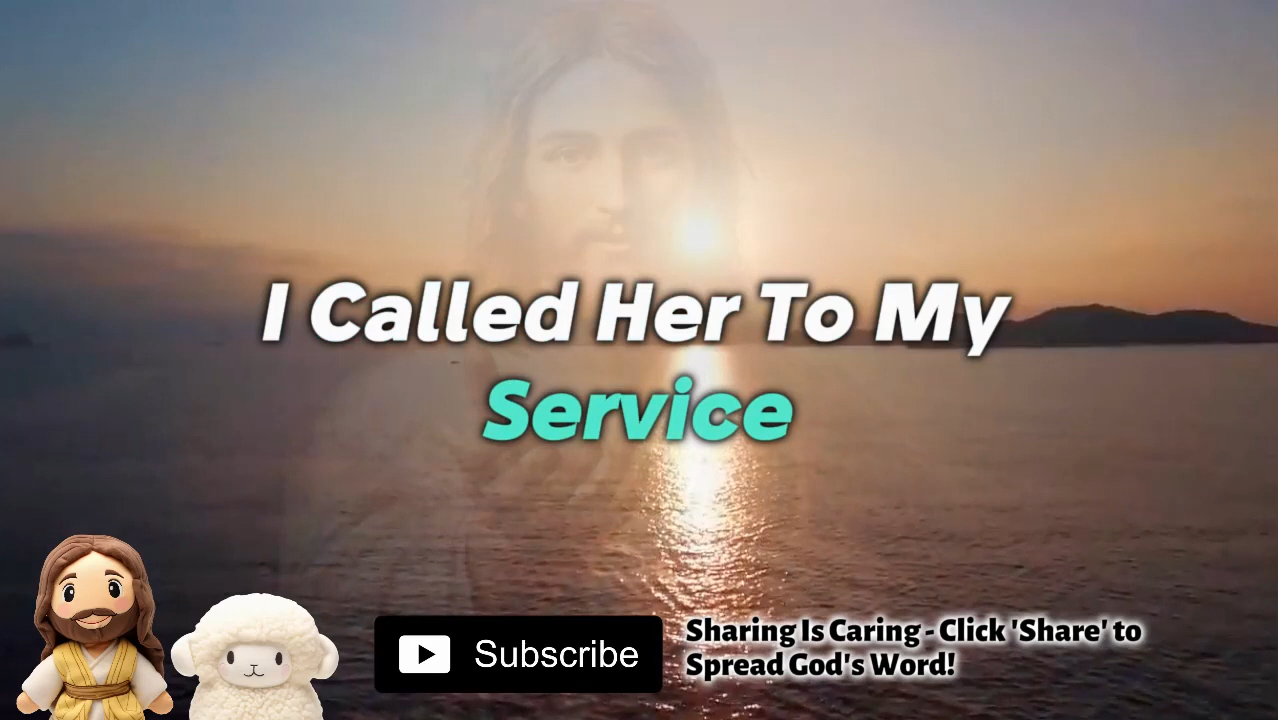 I Called Her To My
Service
Subscribe
Sharing Is Caring - Click 'Share' to
Spread God's Word!